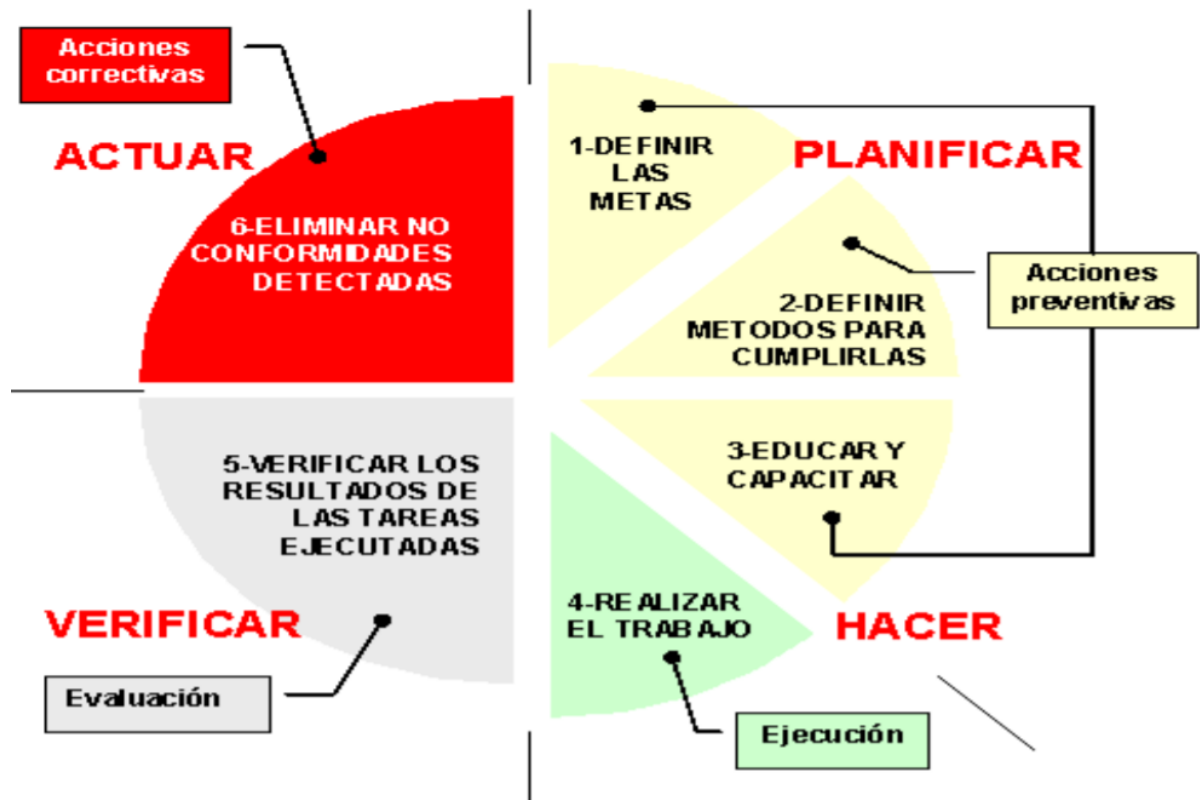 Acciones
correctivas
ACTUAR
6-ELIMINAR NO
CONFORMIDADES
DETECTADAS
1-DEFINIR
LAS
METAS
PLANIFICAR
2-DEFINIR
METODOS PARA
CUMPLIRLAS
Acciones
preventivas
3-EDUCAR Y
CAPACITAR
HACER
4-REALIZAR
EL TRABAJO
Ejecución
5-VERIFICAR LOS
RESULTADOS DE
LAS TAREAS
EJECUTADAS
VERIFICAR
Evaluación